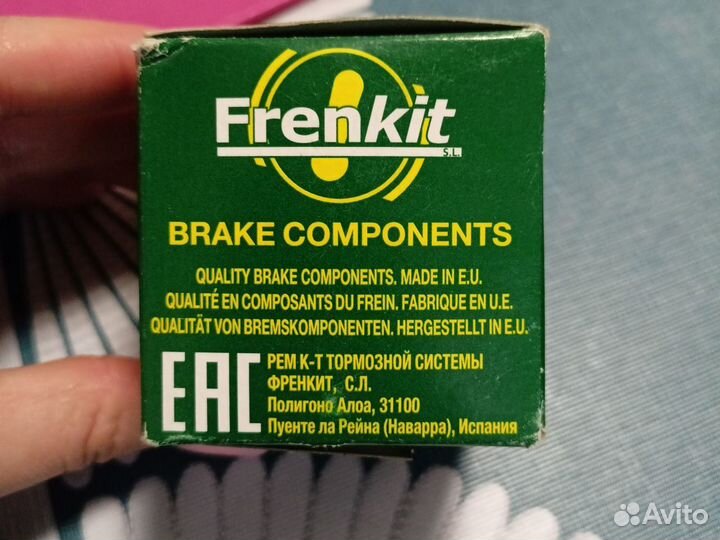 Frenkit
S.L.
BRAKE COMPONENTS
QUALITY BRAKE COMPONENTS. MADE IN E.U.
QUALITÉ EN COMPOSANTS DU FREIN. FABRIQUE EN U.E.
QUALITÄT VON BREMSKOMPONENTEN. HERGESTELLT IN E.U.
EAC
РЕМ К-Т ТОРМОЗНОЙ СИСТЕМЫ
ФРЕНКИТ, С.Л.
Полигоно Алоа, 31100
Пуенте ла Рейна (Наварра), Испания
Avito